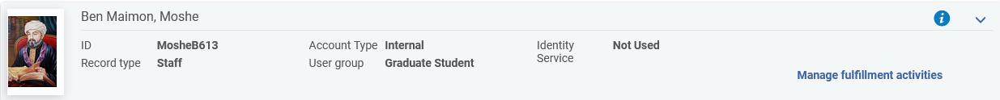 Ben Maimon, Moshe
ID MosheB613 Account Type Internal Identity Service Not Used
Record type Staff User group Graduate Student
Manage fulfillment activities